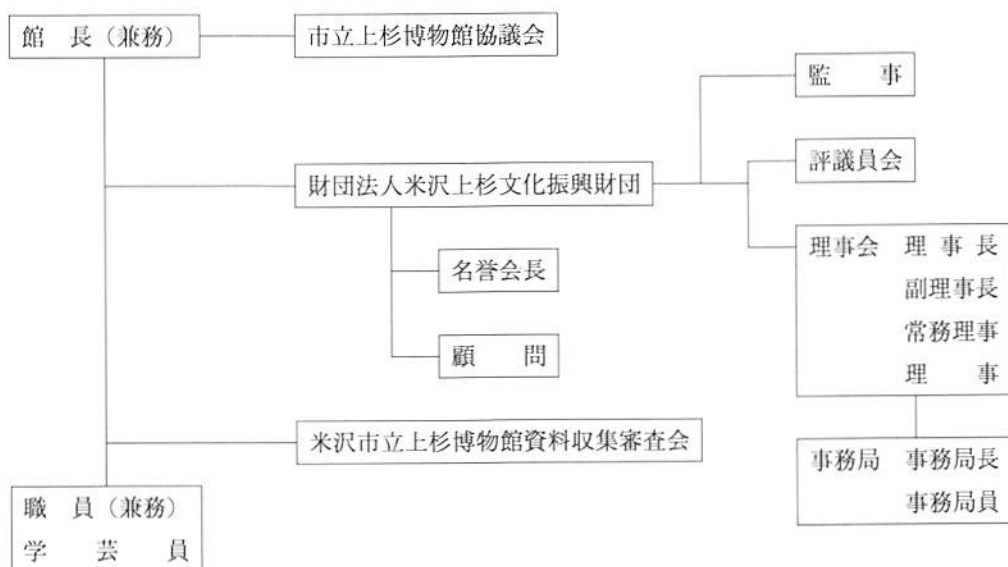 館 長（兼務）
市立上杉博物館協議会
監 事
評議員会
財団法人米沢上杉文化振興財団
理事会 理事長
副理事長
常務理事
理 事
名誉会長
顧 問
米沢市立上杉博物館資料収集審査会
事務局 事務局長
事務局員
職 員（兼務）
学 芸 員